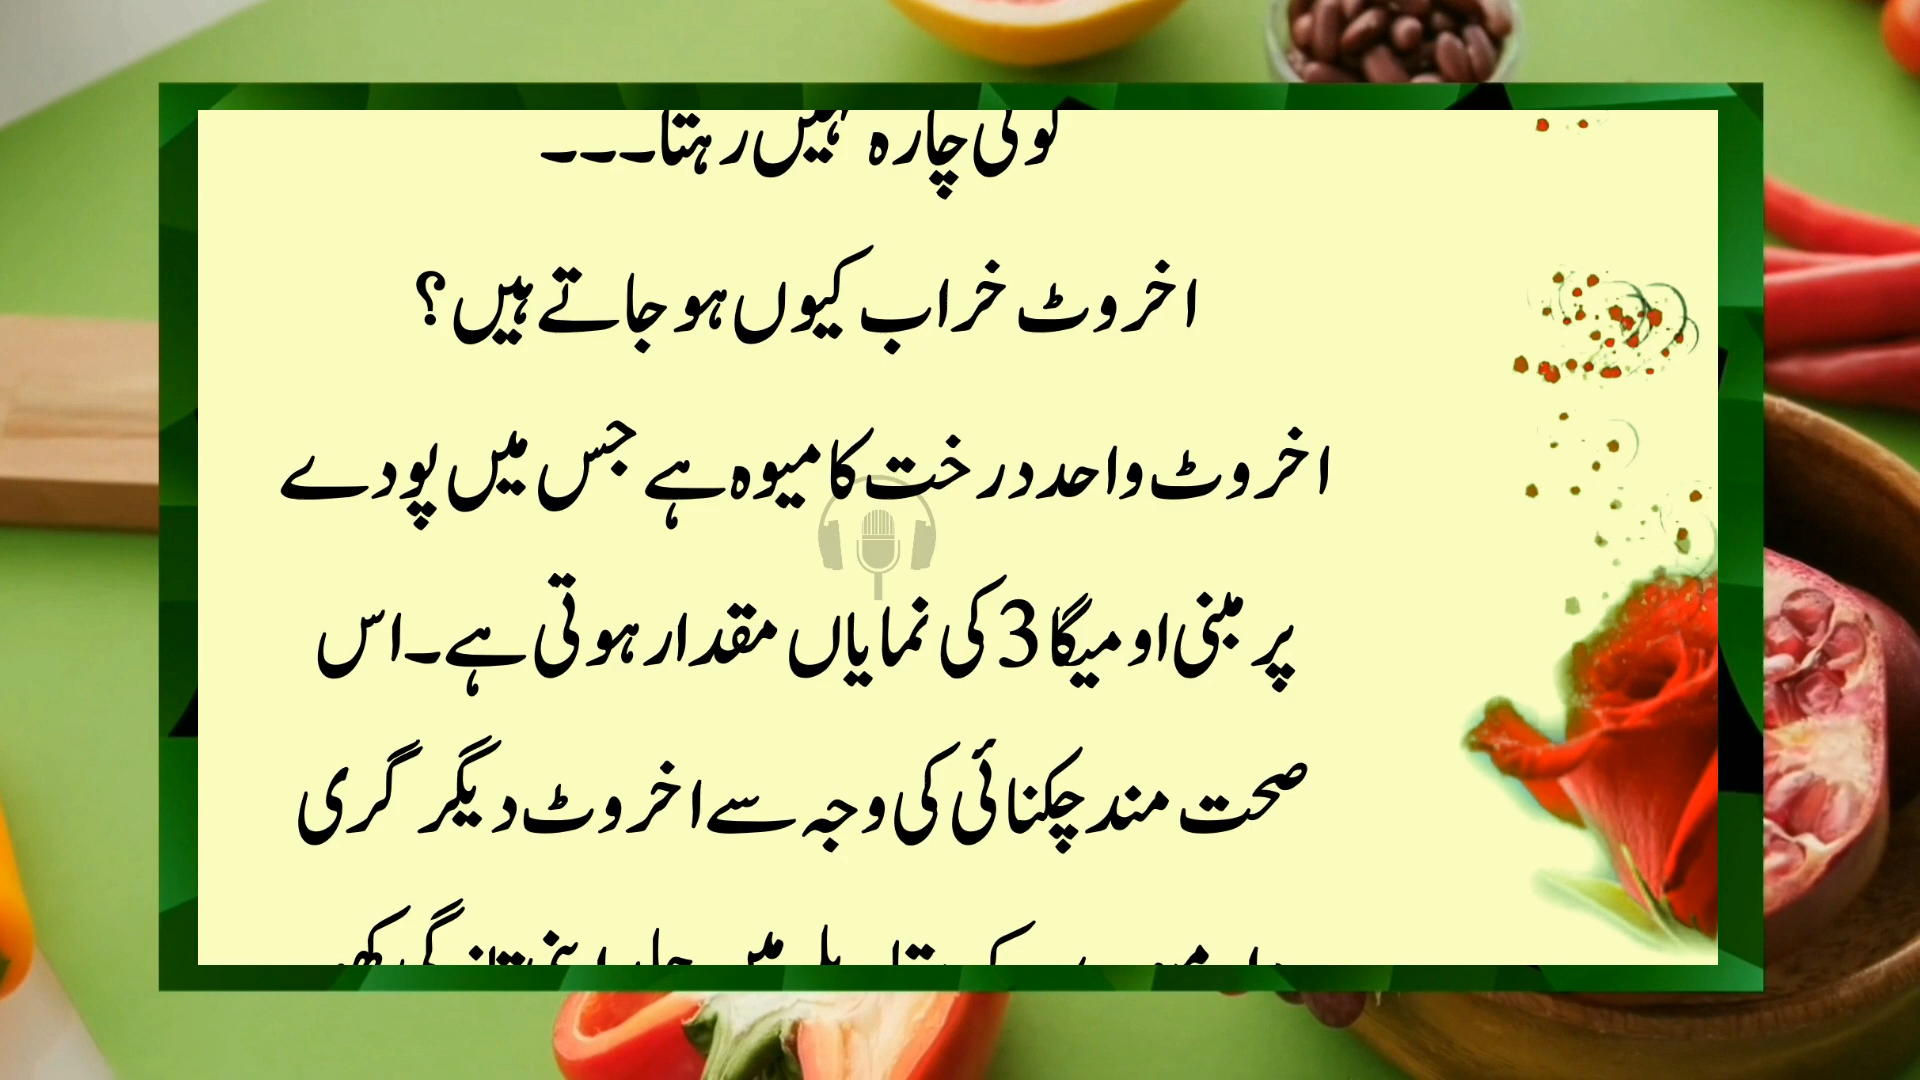 کوئی چارہ نہیں رہتا۔۔۔
اخروٹ خراب کیوں ہو جاتے ہیں؟
اخروٹ واحد درخت کا میوہ ہے جس میں پودے
پر مبنی اومیگا 3 کی نمایاں مقدار ہوتی ہے۔ اس
صحت مند چکنائی کی وجہ سے اخروٹ دیگر گری